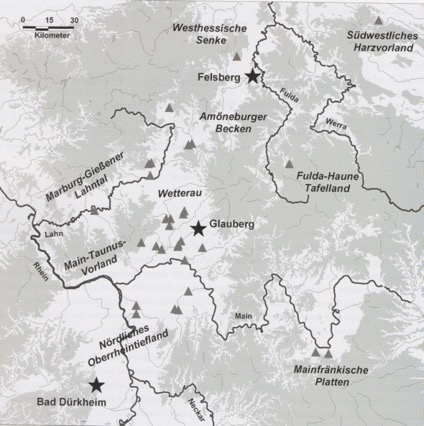 0 15 30
Kilometer
Westhessische
Senke
Südwestliches
Harzvorland
Felsberg
Fulda
Amöneburger
Becken
Werra
Marburg-Gießener
Lahntal
Fulda-Haune
Tafelland
Wetterau
Glauberg
Lahn
Main-Taunus-
Vorland
Rhein
Main
Nördliches
Oberrheintiefland
Mainfränkische
Platten
Bad Dürkheim
Neckar